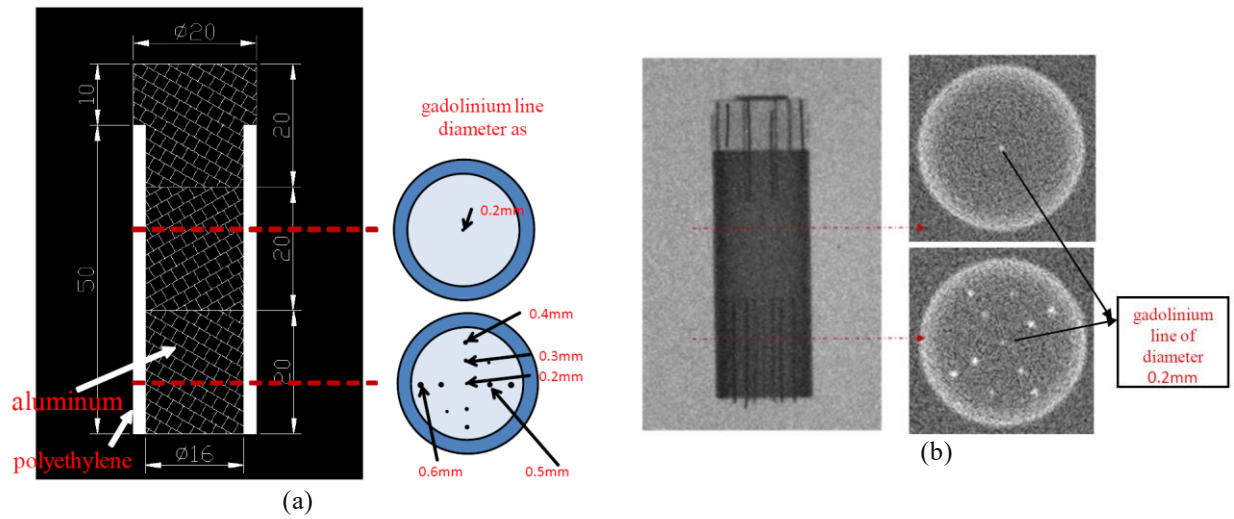 ø20
10
20
50
20
20
ø16
aluminum
polyethylene
gadolinium line
diameter as
0.2mm
0.4mm
0.3mm
0.2mm
0.6mm
0.5mm
(a)
gadolinium
line of
diameter
0.2mm
(b)